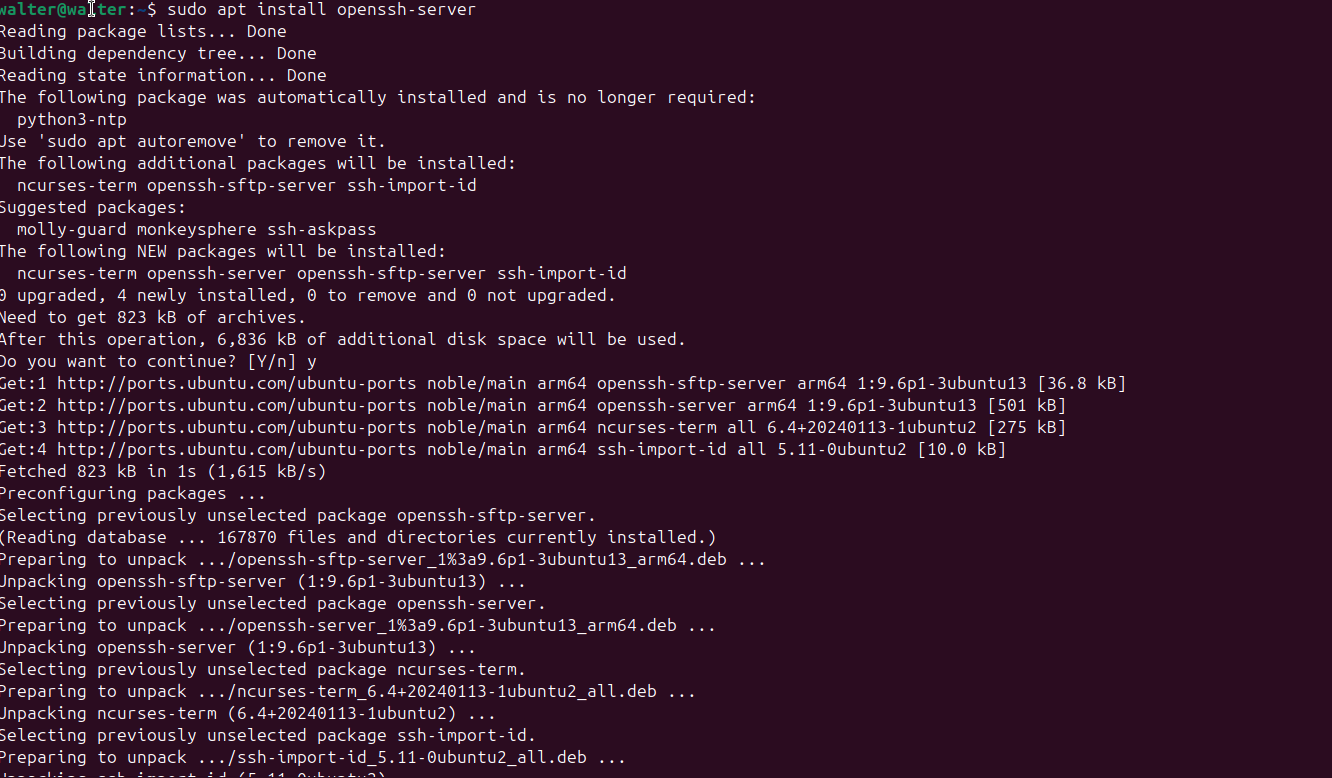 walter@walter:~$ sudo apt install openssh-server
Reading package lists... Done
Building dependency tree... Done
Reading state information... Done
The following package was automatically installed and is no longer required:
  python3-ntp
Use 'sudo apt autoremove' to remove it.
The following additional packages will be installed:
  ncurses-term openssh-sftp-server ssh-import-id
Suggested packages:
  molly-guard monkeysphere ssh-askpass
The following NEW packages will be installed:
  ncurses-term openssh-server openssh-sftp-server ssh-import-id
0 upgraded, 4 newly installed, 0 to remove and 0 not upgraded.
Need to get 823 kB of archives.
After this operation, 6,836 kB of additional disk space will be used.
Do you want to continue? [Y/n] y
Get:1 http://ports.ubuntu.com/ubuntu-ports noble/main arm64 openssh-sftp-server arm64 1:9.6p1-3ubuntu13 [36.8 kB]
Get:2 http://ports.ubuntu.com/ubuntu-ports noble/main arm64 openssh-server arm64 1:9.6p1-3ubuntu13 [501 kB]
Get:3 http://ports.ubuntu.com/ubuntu-ports noble/main arm64 ncurses-term all 6.4+20240113-1ubuntu2 [275 kB]
Get:4 http://ports.ubuntu.com/ubuntu-ports noble/main arm64 ssh-import-id all 5.11-0ubuntu2 [10.0 kB]
Fetched 823 kB in 1s (1,615 kB/s)
Preconfiguring packages ...
Selecting previously unselected package openssh-sftp-server.
(Reading database ... 167870 files and directories currently installed.)
Preparing to unpack .../openssh-sftp-server_1%3a9.6p1-3ubuntu13_arm64.deb ...
Unpacking openssh-sftp-server (1:9.6p1-3ubuntu13) ...
Selecting previously unselected package openssh-server.
Preparing to unpack .../openssh-server_1%3a9.6p1-3ubuntu13_arm64.deb ...
Unpacking openssh-server (1:9.6p1-3ubuntu13) ...
Selecting previously unselected package ncurses-term.
Preparing to unpack .../ncurses-term_6.4+20240113-1ubuntu2_all.deb ...
Unpacking ncurses-term (6.4+20240113-1ubuntu2) ...
Selecting previously unselected package ssh-import-id.
Preparing to unpack .../ssh-import-id_5.11-0ubuntu2_all.deb ...